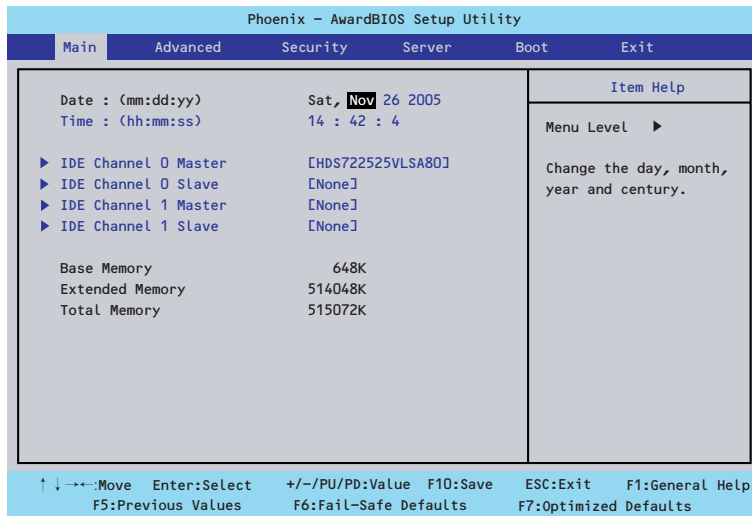 Phoenix – AwardBIOS Setup Utility
Main Advanced Security Server Boot Exit
Date : (mm:dd:yy) Sat, Nov 26 2005
Time : (hh:mm:ss) 14 : 42 : 4
▶ IDE Channel 0 Master [HDS722525VLSA80]
▶ IDE Channel 0 Slave [None]
▶ IDE Channel 1 Master [None]
▶ IDE Channel 1 Slave [None]
Base Memory 648K
Extended Memory 514048K
Total Memory 515072K
Item Help
Menu Level ▶
Change the day, month,
year and century.
↑↓→←:Move Enter:Select +/–/PU/PD:Value F10:Save ESC:Exit F1:General Help
F5:Previous Values F6:Fail–Safe Defaults F7:Optimized Defaults